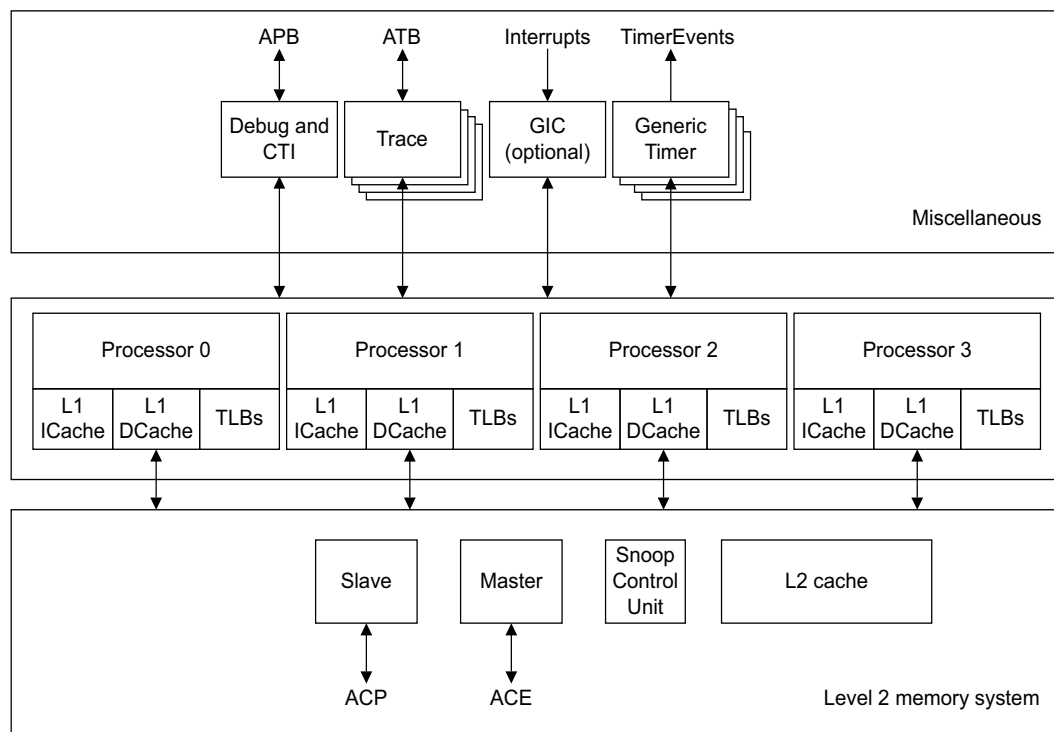 APB
ATB
Interrupts
TimerEvents
Debug and
CTI
Trace
GIC
(optional)
Generic
Timer
Miscellaneous
Processor 0
Processor 1
Processor 2
Processor 3
L1
ICache
L1
DCache
TLBs
L1
ICache
L1
DCache
TLBs
L1
ICache
L1
DCache
TLBs
L1
ICache
L1
DCache
TLBs
Slave
Master
Snoop
Control
Unit
L2 cache
ACP
ACE
Level 2 memory system